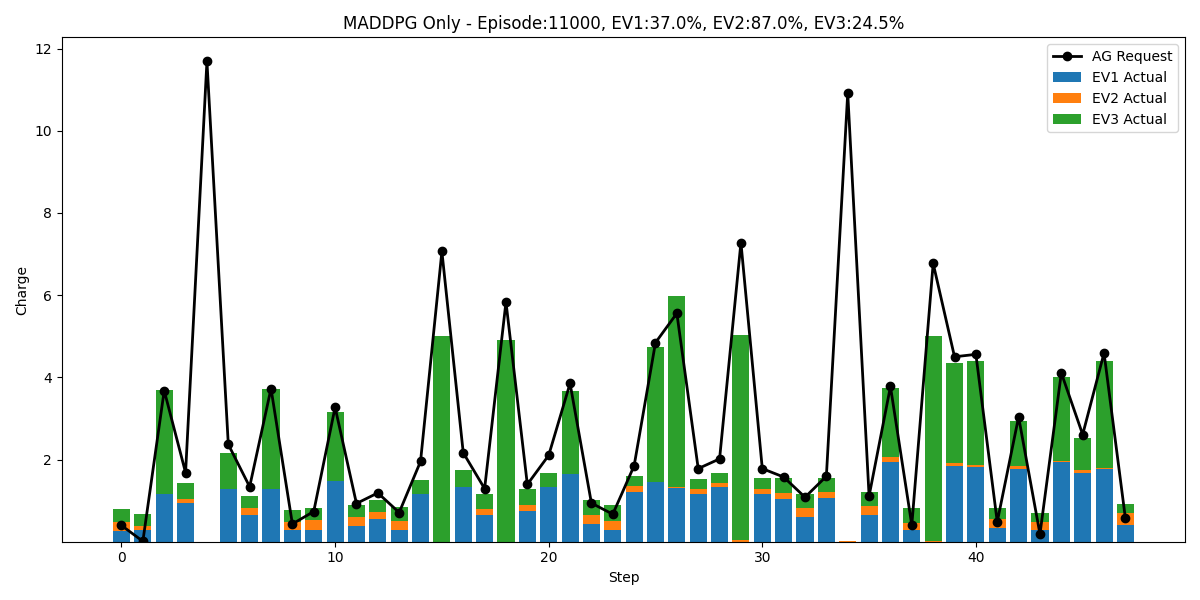 MADDPG Only - Episode:11000, EV1:37.0%, EV2:87.0%, EV3:24.5%
12
10
8
6
4
2
Charge
AG Request
EV1 Actual
EV2 Actual
EV3 Actual
0 10 20 30 40
Step